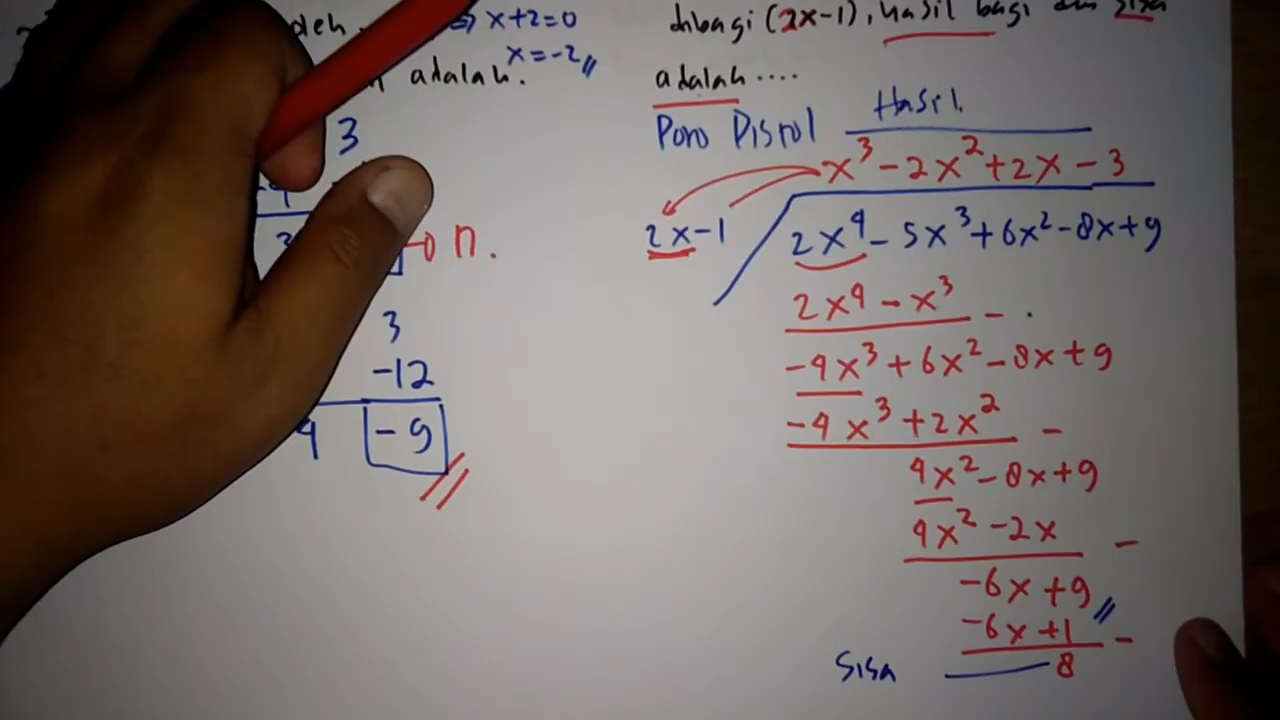 oleh
⇒ x+2=0
x=-2 //
adalah.
3
n.
3
-12
-9
dibagi (2x-1), hasil bagi dan sisa
adalah ....
Poro Pistol Hasil
x³ - 2x² + 2x - 3
2x-1
2x⁴ - 5x³ + 6x² - 8x + 9
2x⁴ - x³ -
-4x³ + 6x² - 8x + 9
-4x³ + 2x² -
4x² - 8x + 9
4x² - 2x -
-6x + 9 //
-6x + 1 -
Sisa 8